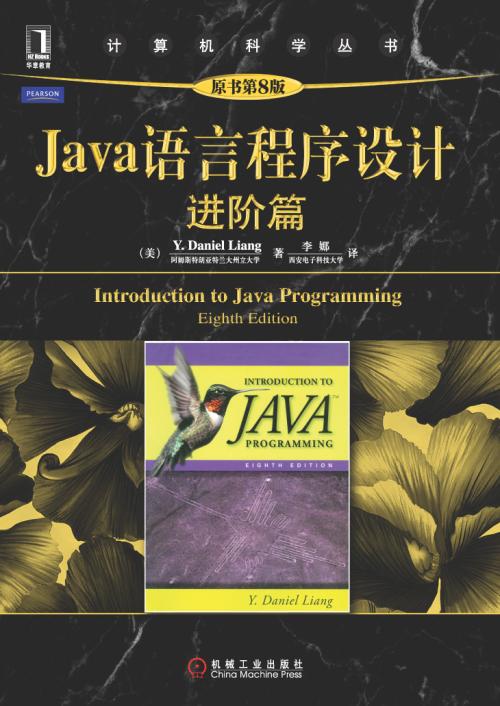 华章教育
HZ Books
PEARSON
计算机科学丛书
原书第8版
Java语言程序设计
进阶篇
(美) Y. Daniel Liang 著 李娜 译
阿姆斯特朗亚特兰大州立大学 西安电子科技大学
Introduction to Java Programming
Eighth Edition
INTRODUCTION TO
JAVA™
PROGRAMMING
EIGHTH EDITION
Y. Daniel Liang
机械工业出版社
China Machine Press